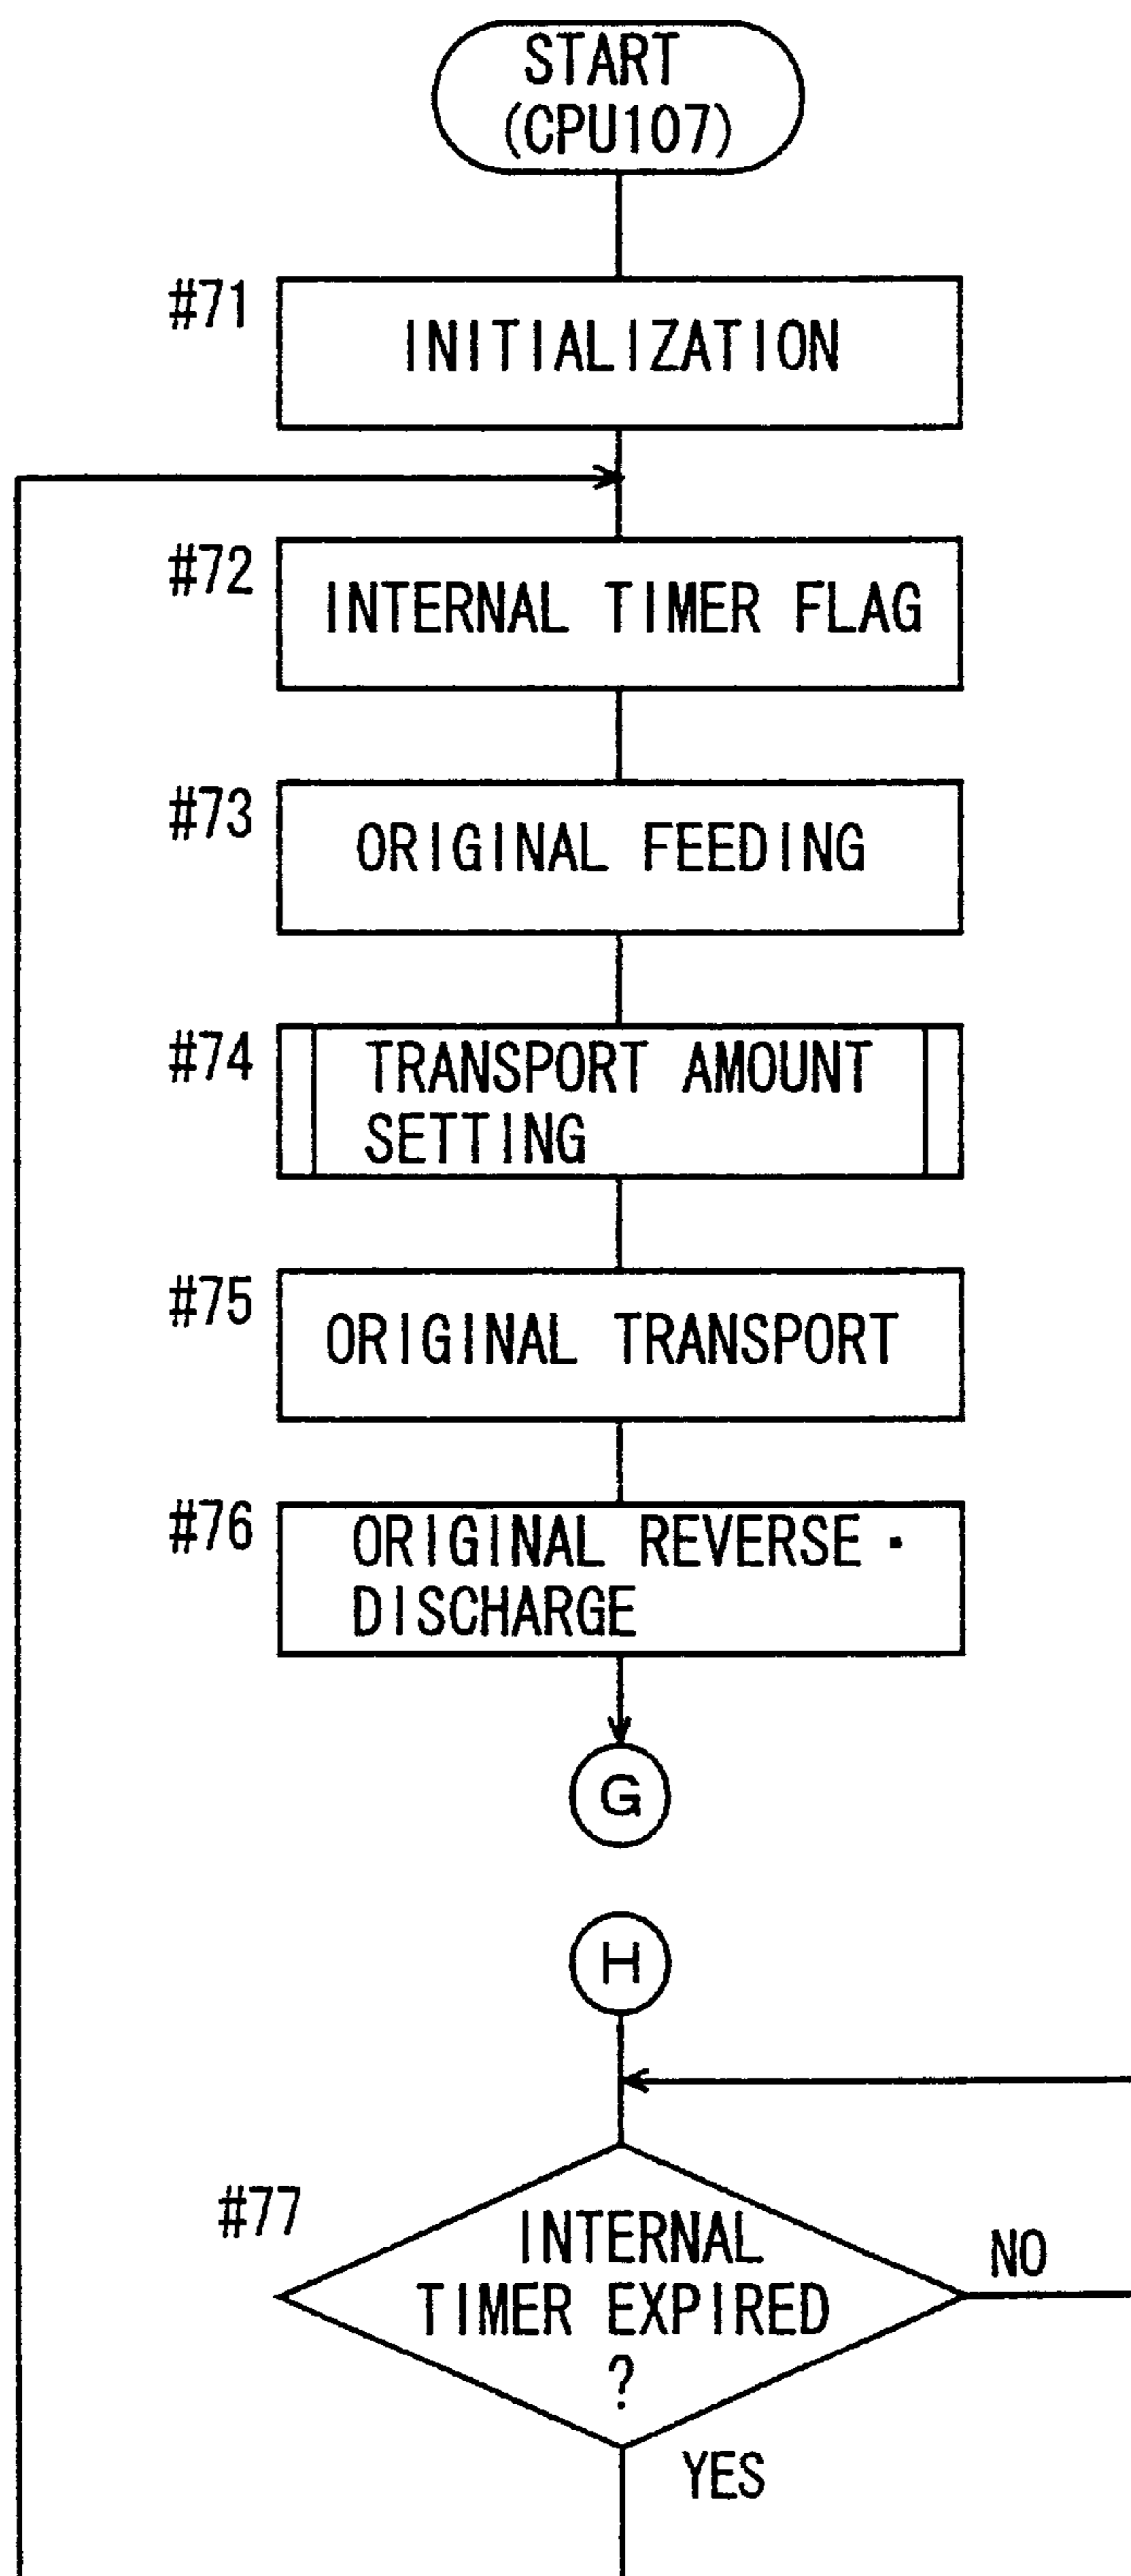 START
(CPU107)
#71
INITIALIZATION
#72
INTERNAL TIMER FLAG
#73
ORIGINAL FEEDING
#74
TRANSPORT AMOUNT
SETTING
#75
ORIGINAL TRANSPORT
#76
ORIGINAL REVERSE ·
DISCHARGE
G
H
#77
INTERNAL
TIMER EXPIRED
?
NO
YES